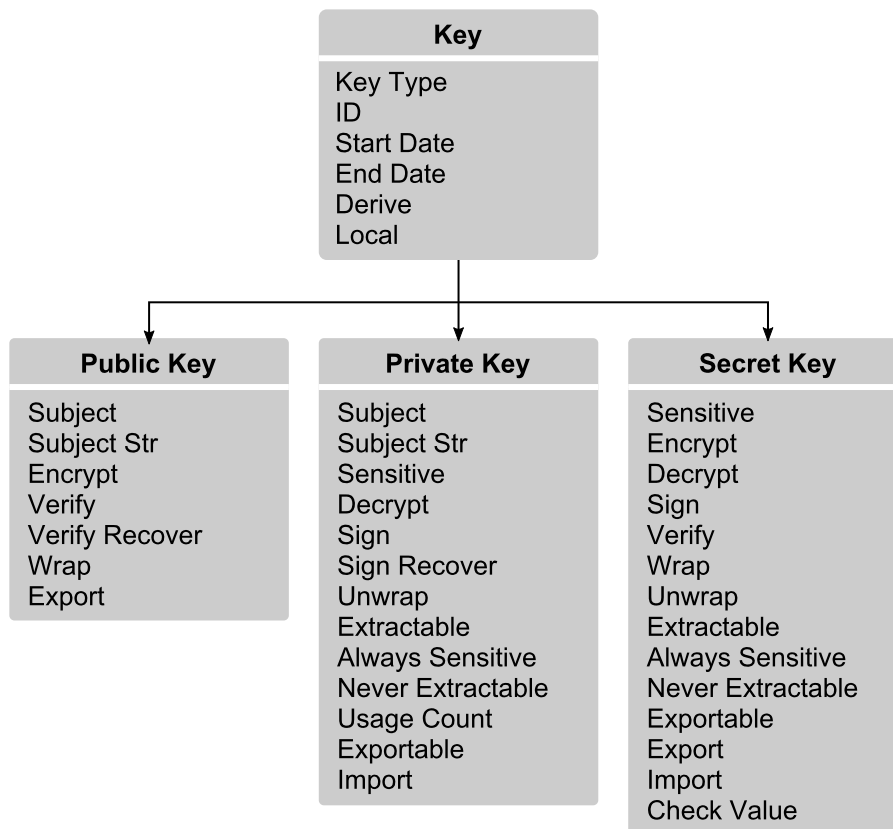 Key
Key Type
ID
Start Date
End Date
Derive
Local
Public Key
Subject
Subject Str
Encrypt
Verify
Verify Recover
Wrap
Export
Private Key
Subject
Subject Str
Sensitive
Decrypt
Sign
Sign Recover
Unwrap
Extractable
Always Sensitive
Never Extractable
Usage Count
Exportable
Import
Secret Key
Sensitive
Encrypt
Decrypt
Sign
Verify
Wrap
Unwrap
Extractable
Always Sensitive
Never Extractable
Exportable
Export
Import
Check Value